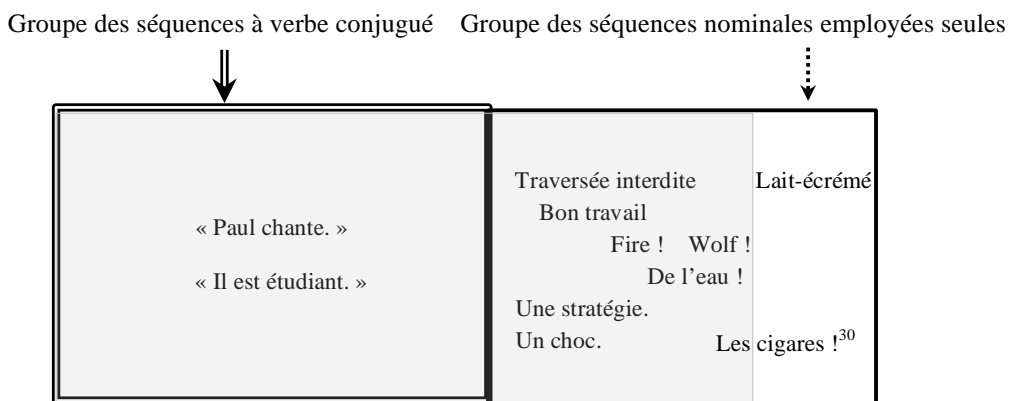 Groupe des séquences à verbe conjugué Groupe des séquences nominales employées seules
Traversée interdite Lait-écrémé
Bon travail
« Paul chante. »
Fire ! Wolf !
« Il est étudiant. » De l’eau !
Une stratégie.
Un choc. Les cigares !30